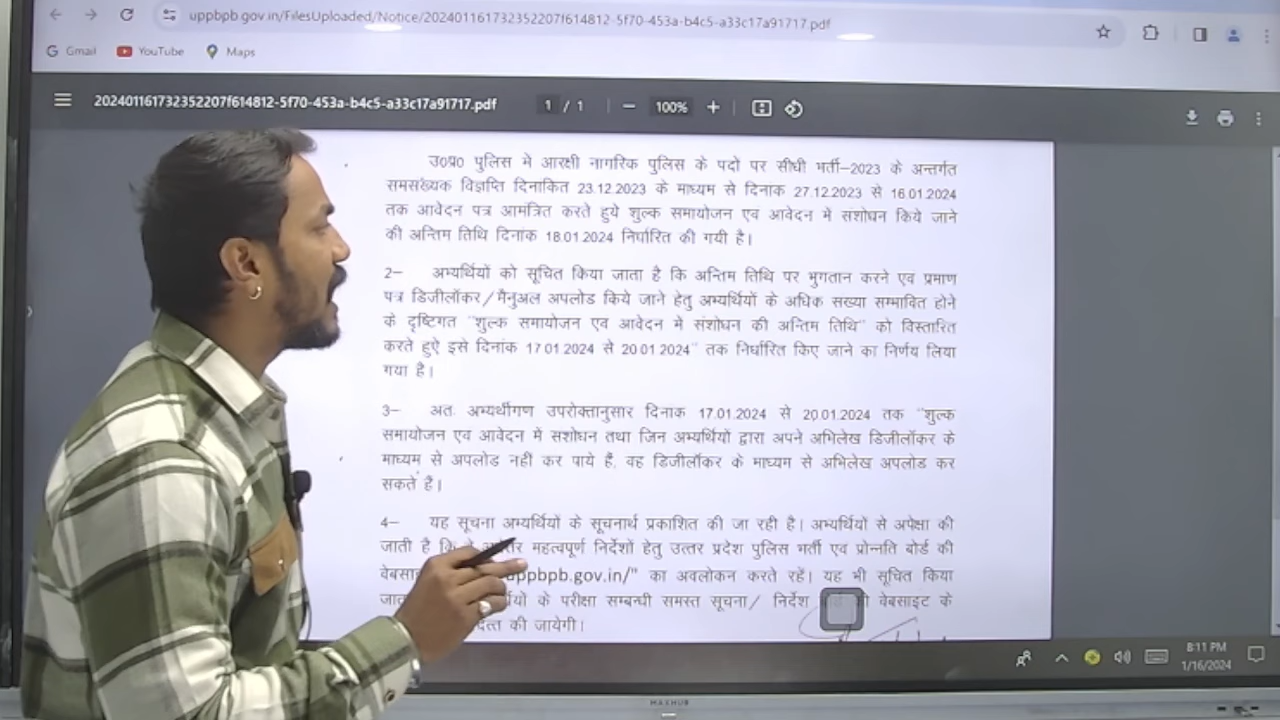 uppbpb.gov.in/FilesUploaded/Notice/202401161732352207f614812-5f70-453a-b4c5-a33c17a91717.pdf
Gmail YouTube Maps
202401161732352207f614812-5f70-453a-b4c5-a33c17a91717.pdf 1 / 1 100%
उ0प्र0 पुलिस में आरक्षी नागरिक पुलिस के पदों पर सीधी भर्ती–2023 के अन्तर्गत
समसंख्यक विज्ञप्ति दिनांकित 23.12.2023 के माध्यम से दिनांक 27.12.2023 से 16.01.2024
तक आवेदन पत्र आमंत्रित करते हुये शुल्क समायोजन एवं आवेदन में संशोधन किये जाने
की अन्तिम तिथि दिनांक 18.01.2024 निर्धारित की गयी है।
2– अभ्यर्थियों को सूचित किया जाता है कि अन्तिम तिथि पर भुगतान करने एवं प्रमाण
पत्र डिजीलॉकर/मैनुअल अपलोड किये जाने हेतु अभ्यर्थियों के अधिक संख्या सम्भावित होने
के दृष्टिगत "शुल्क समायोजन एवं आवेदन में संशोधन की अन्तिम तिथि" को विस्तारित
करते हुऐ इसे दिनांक 17.01.2024 से 20.01.2024" तक निर्धारित किए जाने का निर्णय लिया
गया है।
3– अतः अभ्यर्थीगण उपरोक्तानुसार दिनांक 17.01.2024 से 20.01.2024 तक "शुल्क
समायोजन एवं आवेदन में संशोधन तथा जिन अभ्यर्थियों द्वारा अपने अभिलेख डिजीलॉकर के
माध्यम से अपलोड नहीं कर पाये हैं, वह डिजीलॉकर के माध्यम से अभिलेख अपलोड कर
सकते हैं।
4– यह सूचना अभ्यर्थियों के सूचनार्थ प्रकाशित की जा रही है। अभ्यर्थियों से अपेक्षा की
जाती है महत्वपूर्ण निर्देशों हेतु उत्तर प्रदेश पुलिस भर्ती एवं प्रोन्नति बोर्ड की
uppbpb.gov.in/" का अवलोकन करते रहें। यह भी सूचित किया
के परीक्षा सम्बन्धी समस्त सूचना/ निर्देश वेबसाइट के
की जायेगी।
8:11 PM
1/16/2024
MAXHUB